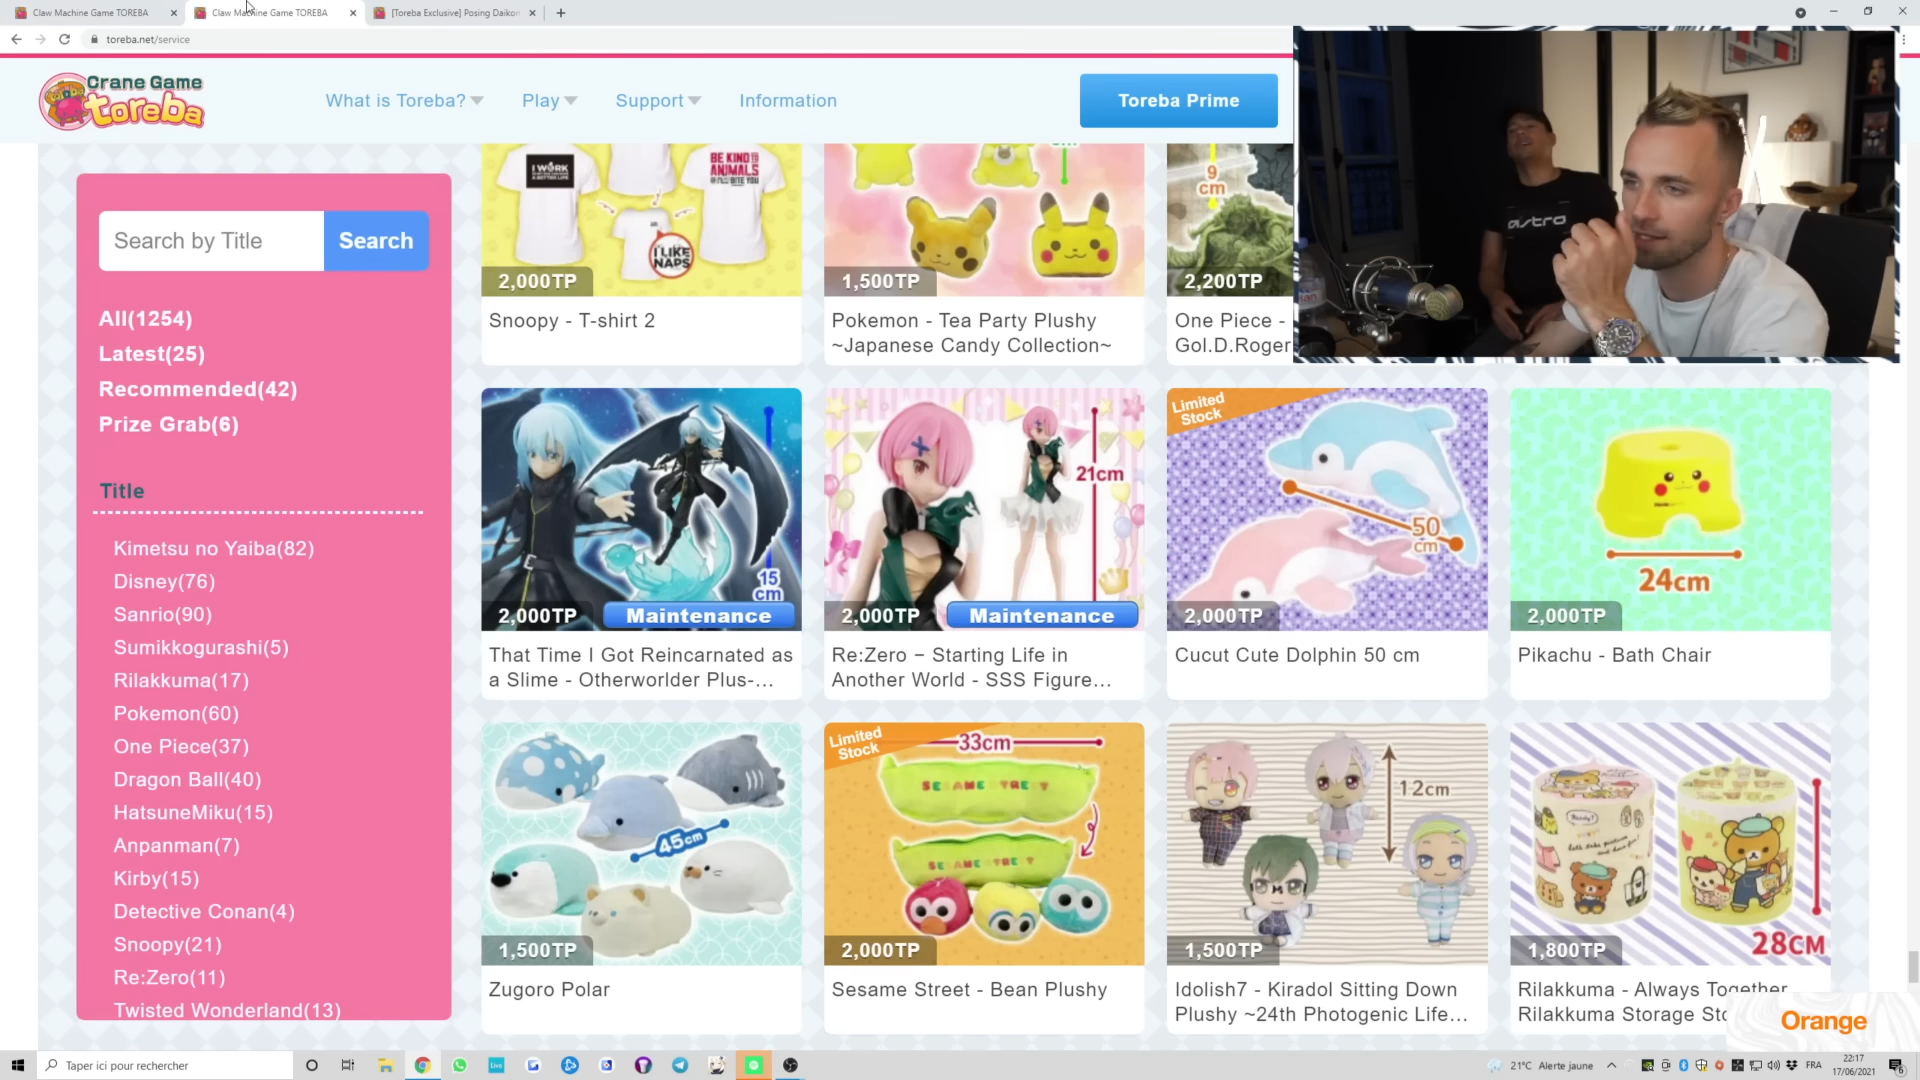 Claw Machine Game TOREBA
Claw Machine Game TOREBA
[Toreba Exclusive] Posing Daikon
toreba.net/service
Crane Game
toreba
What is Toreba?
Play
Support
Information
Toreba Prime
Search by Title
Search
All(1254)
Latest(25)
Recommended(42)
Prize Grab(6)
Title
Kimetsu no Yaiba(82)
Disney(76)
Sanrio(90)
Sumikkogurashi(5)
Rilakkuma(17)
Pokemon(60)
One Piece(37)
Dragon Ball(40)
HatsuneMiku(15)
Anpanman(7)
Kirby(15)
Detective Conan(4)
Snoopy(21)
Re:Zero(11)
Twisted Wonderland(13)
I WORK
BE KIND TO
ANIMALS
I LIKE
NAPS
2,000TP
Snoopy - T-shirt 2
1,500TP
Pokemon - Tea Party Plushy
~Japanese Candy Collection~
9
cm
2,200TP
One Piece -
Gol.D.Roger
astro
15
cm
2,000TP
Maintenance
That Time I Got Reincarnated as
a Slime - Otherworlder Plus-...
21cm
2,000TP
Maintenance
Re:Zero – Starting Life in
Another World - SSS Figure...
Limited
Stock
50
cm
2,000TP
Cucut Cute Dolphin 50 cm
24cm
2,000TP
Pikachu - Bath Chair
45cm
1,500TP
Zugoro Polar
Limited
Stock
33cm
SESAME STREET
SESAME STREET
2,000TP
Sesame Street - Bean Plushy
12cm
1,500TP
Idolish7 - Kiradol Sitting Down
Plushy ~24th Photogenic Life...
28CM
1,800TP
Rilakkuma - Always Together
Rilakkuma Storage Sto
Orange
Taper ici pour rechercher
21°C Alerte jaune
FRA
22:17
17/06/2021